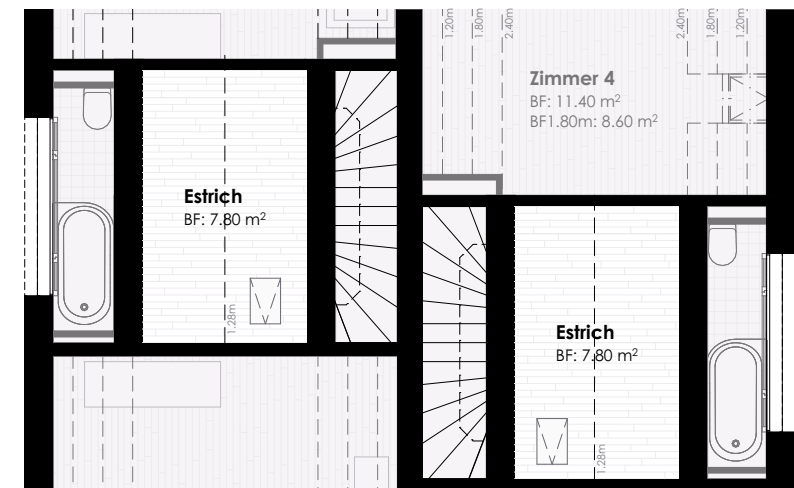 1.20m
1.80m
2.40m
2.40m
1.80m
1.20m
Zimmer 4
BF: 11.40 m²
BF1.80m: 8.60 m²
Estrich
BF: 7.80 m²
1.28m
Estrich
BF: 7.80 m²
1.28m